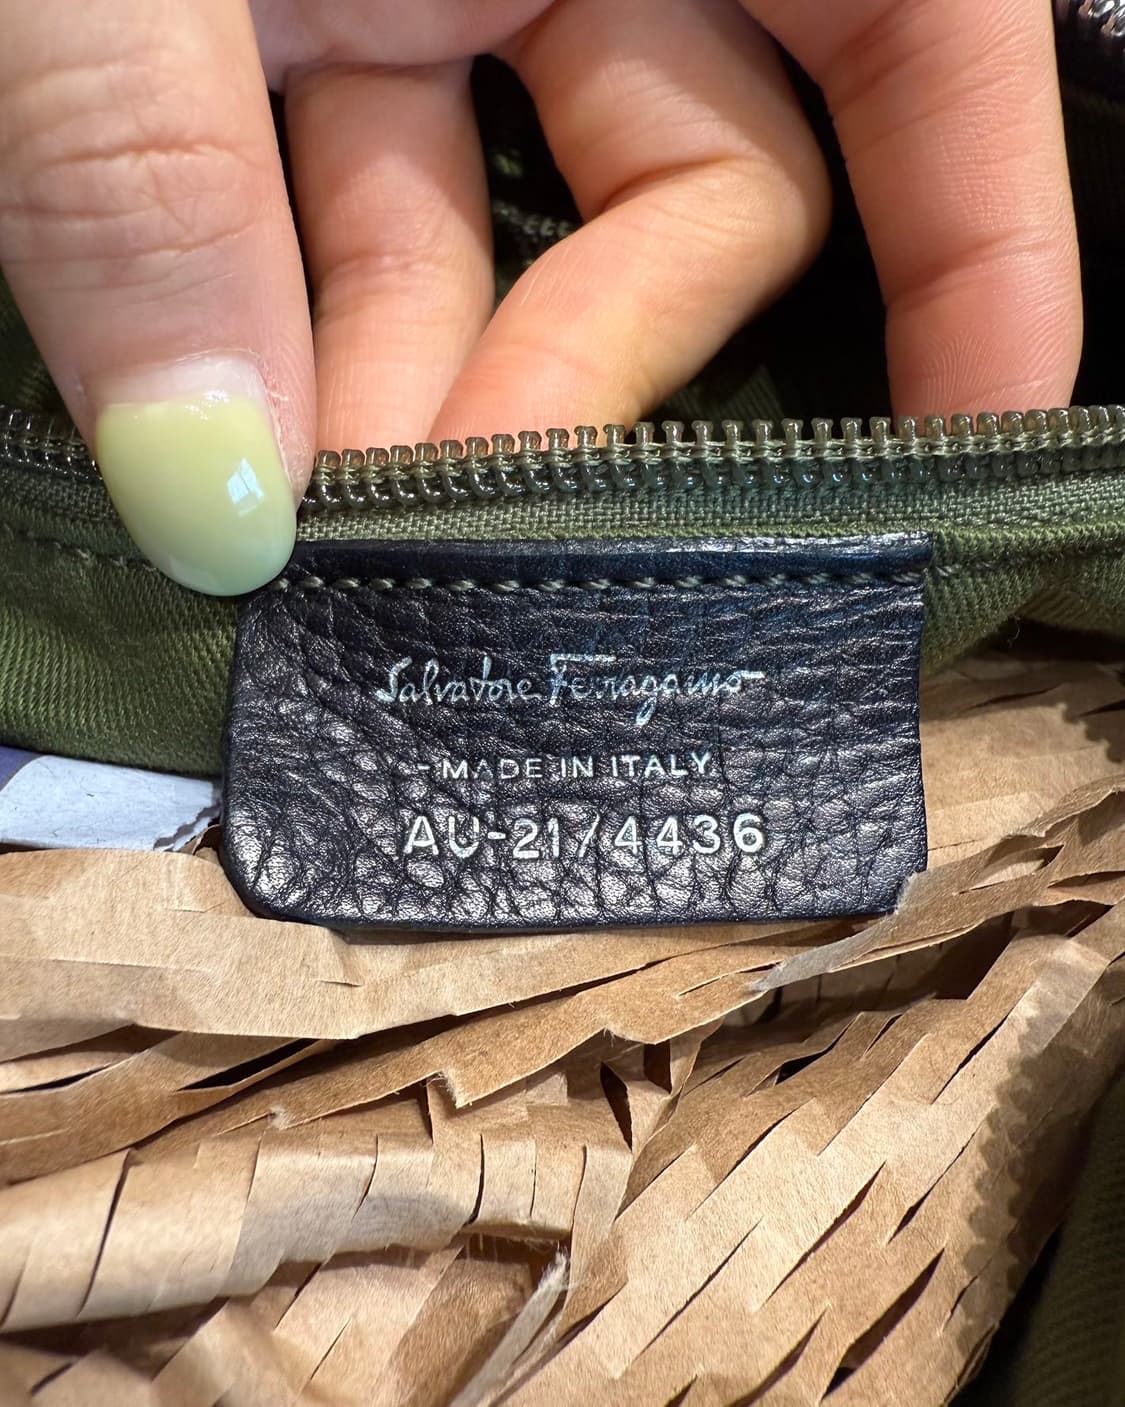 Salvatore Ferragamo
-MADE IN ITALY
AU-21/4436